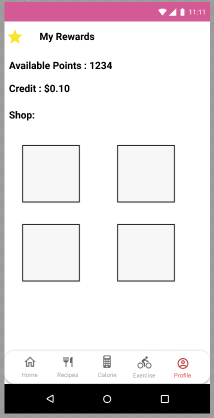 11:11
My Rewards
Available Points : 1234
Credit : $0.10
Shop:
Home Recipes Calorie Exercise Profile